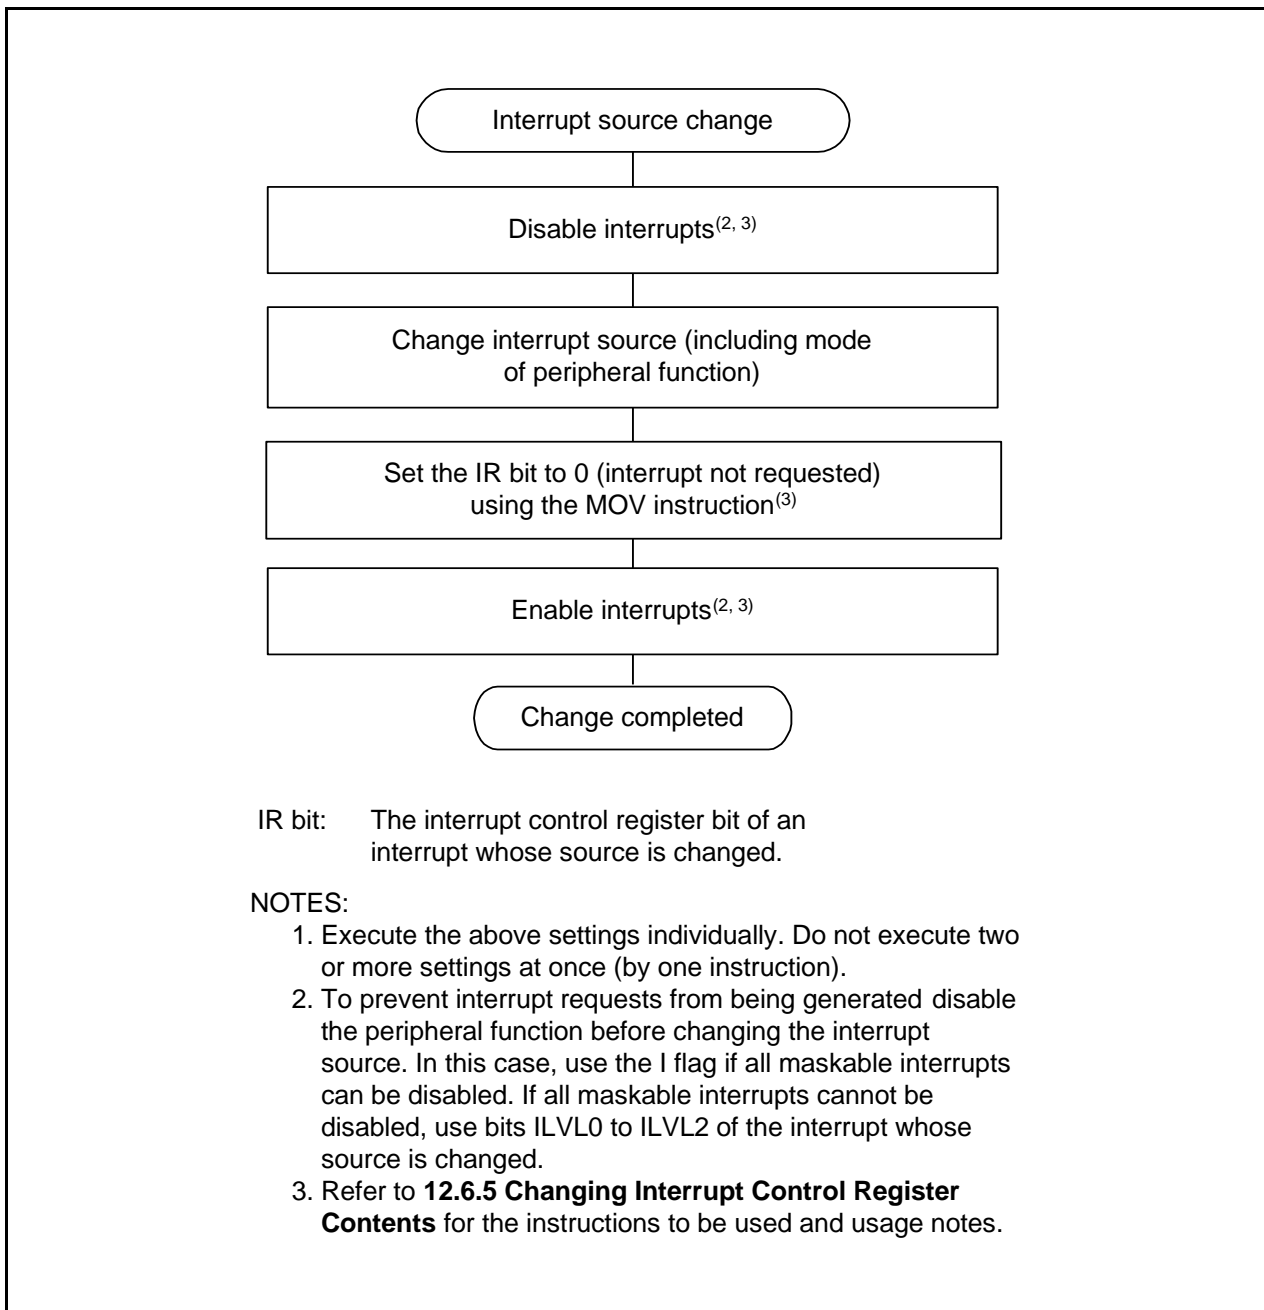 Interrupt source change
Disable interrupts(2, 3)
Change interrupt source (including mode
of peripheral function)
Set the IR bit to 0 (interrupt not requested)
using the MOV instruction(3)
Enable interrupts(2, 3)
Change completed
IR bit: The interrupt control register bit of an
interrupt whose source is changed.
NOTES:
1. Execute the above settings individually. Do not execute two
or more settings at once (by one instruction).
2. To prevent interrupt requests from being generated disable
the peripheral function before changing the interrupt
source. In this case, use the I flag if all maskable interrupts
can be disabled. If all maskable interrupts cannot be
disabled, use bits ILVL0 to ILVL2 of the interrupt whose
source is changed.
3. Refer to 12.6.5 Changing Interrupt Control Register
Contents for the instructions to be used and usage notes.